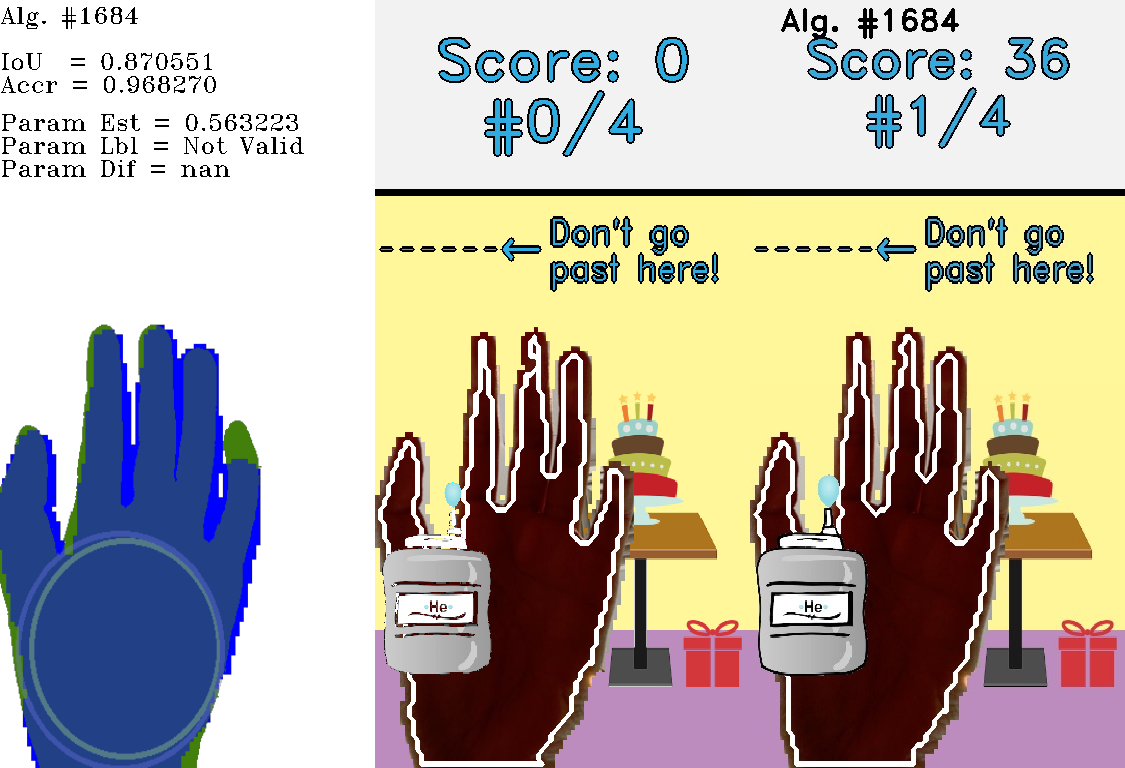 Alg. #1684
IoU = 0.870551
Accr = 0.968270
Param Est = 0.563223
Param Lbl = Not Valid
Param Dif = nan
Score: 0
#0/4
Don't go
past here!
He
Alg. #1684
Score: 36
#1/4
Don't go
past here!
He